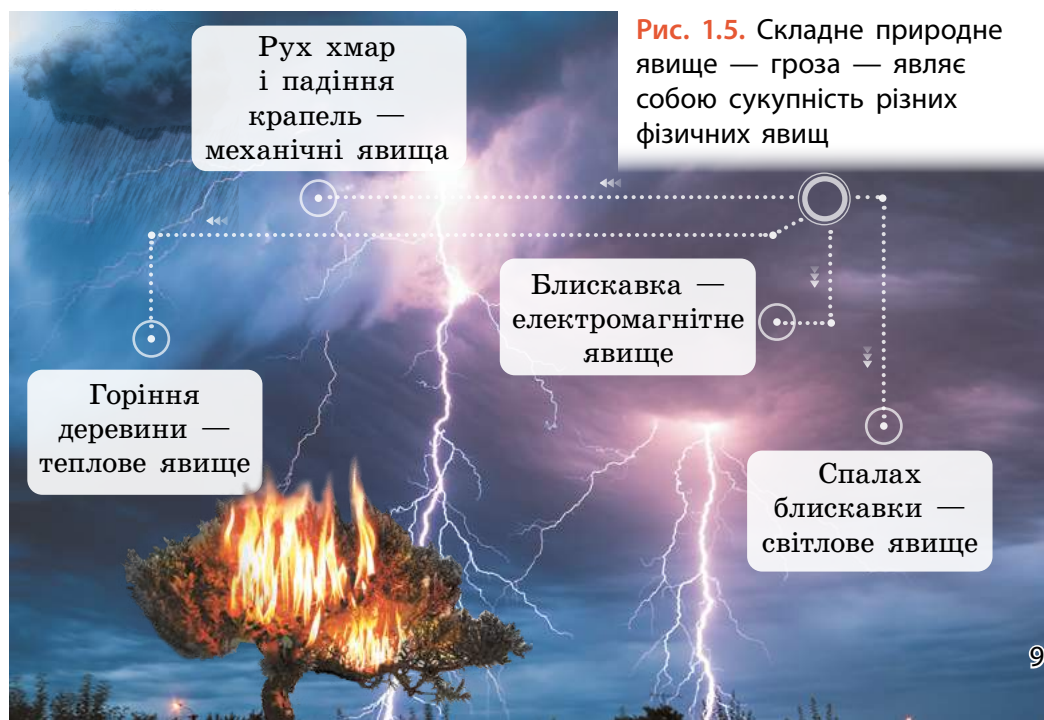 Рис. 1.5. Складне природне
явище — гроза — являє
собою сукупність різних
фізичних явищ
Рух хмар
і падіння
крапель —
механічні явища
Блискавка —
електромагнітне
явище
Горіння
деревини —
теплове явище
Спалах
блискавки —
світлове явище
9